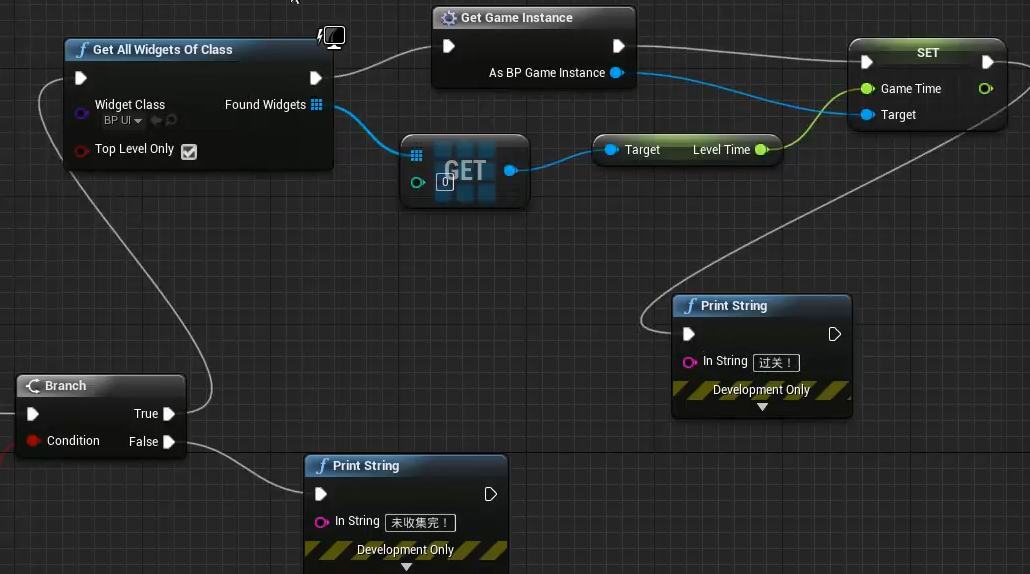 Get Game Instance
As BP Game Instance
Get All Widgets Of Class
Widget Class
BP UI
Found Widgets
Top Level Only
GET
0
Target
Level Time
SET
Game Time
Target
Print String
In String
过关！
Development Only
Branch
True
Condition
False
Print String
In String
未收集完！
Development Only